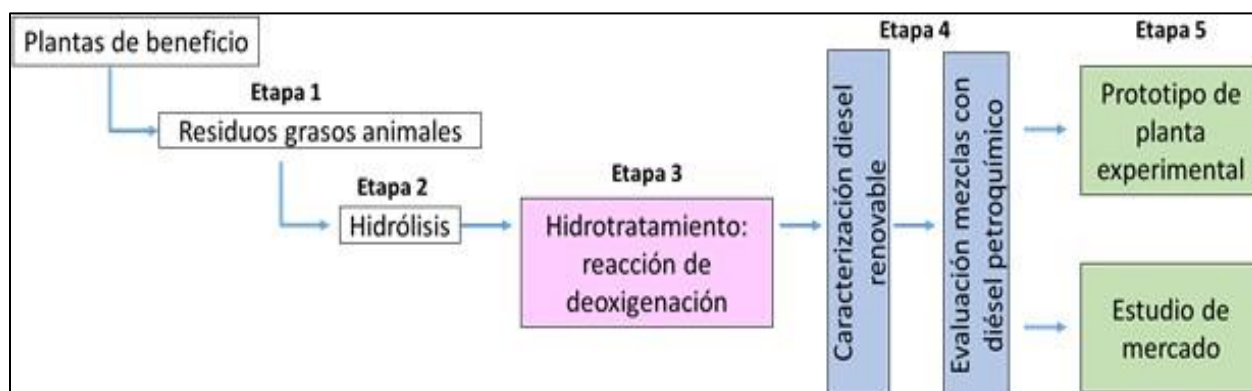 Plantas de beneficio
Etapa 1
Residuos grasos animales
Etapa 2
Hidrólisis
Etapa 3
Hidrotratamiento:
reacción de
deoxigenación
Etapa 4
Caracterización diesel
renovable
Evaluación mezclas con
diésel petroquímico
Etapa 5
Prototipo de
planta
experimental
Estudio de
mercado